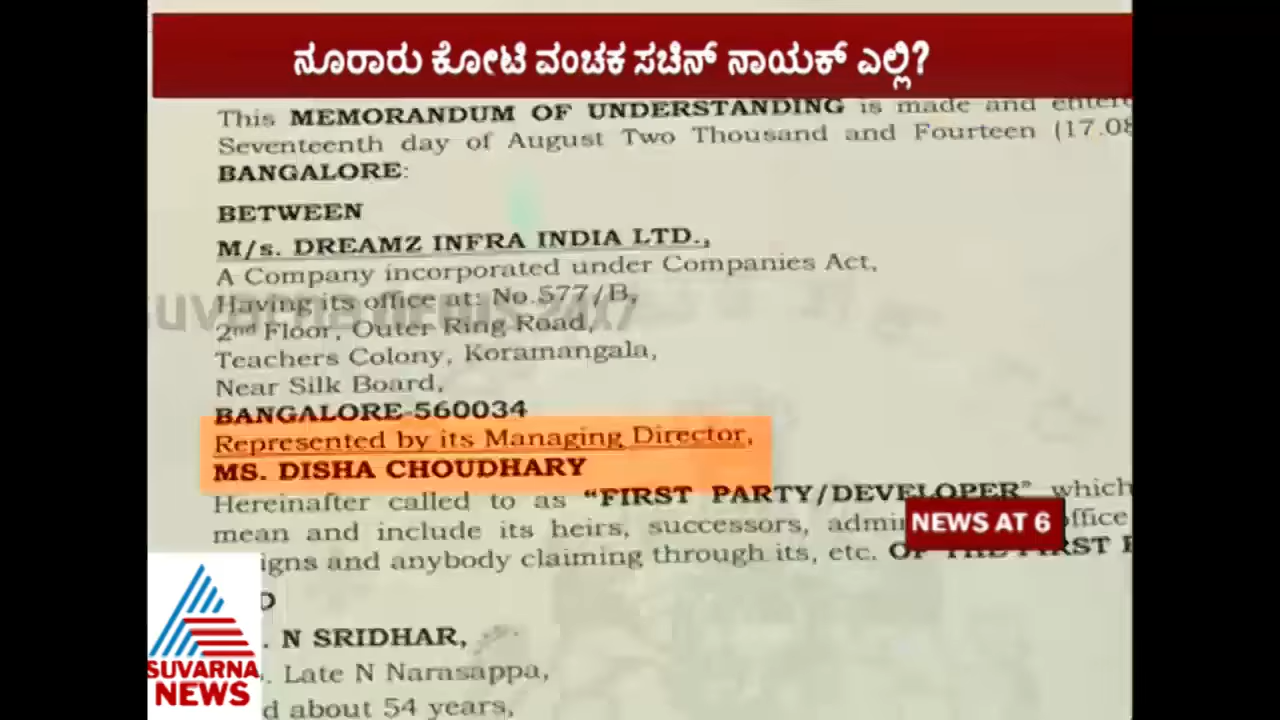 ನೂರಾರು ಕೋಟಿ ವಂಚಕ ಸಚಿನ್ ನಾಯಕ್ ಎಲ್ಲಿ?
This MEMORANDUM OF UNDERSTANDING is made and
Seventeenth day of August Two Thousand and Fourteen (17.08
BANGALORE:
BETWEEN
M/s. DREAMZ INFRA INDIA LTD.,
A Company incorporated under Companies Act,
Having its office at: No.577/B,
2nd Floor, Outer Ring Road,
Teachers Colony, Koramangala,
Near Silk Board,
BANGALORE-560034
Represented by its Managing Director,
MS. DISHA CHOUDHARY
Hereinafter called to as “FIRST PARTY/DEVELOPER” which
mean and include its heirs, successors,
NEWS AT 6
and anybody claiming through its, etc.
N SRIDHAR,
Late N Narasappa,
about 54 years,
SUVARNA
NEWS